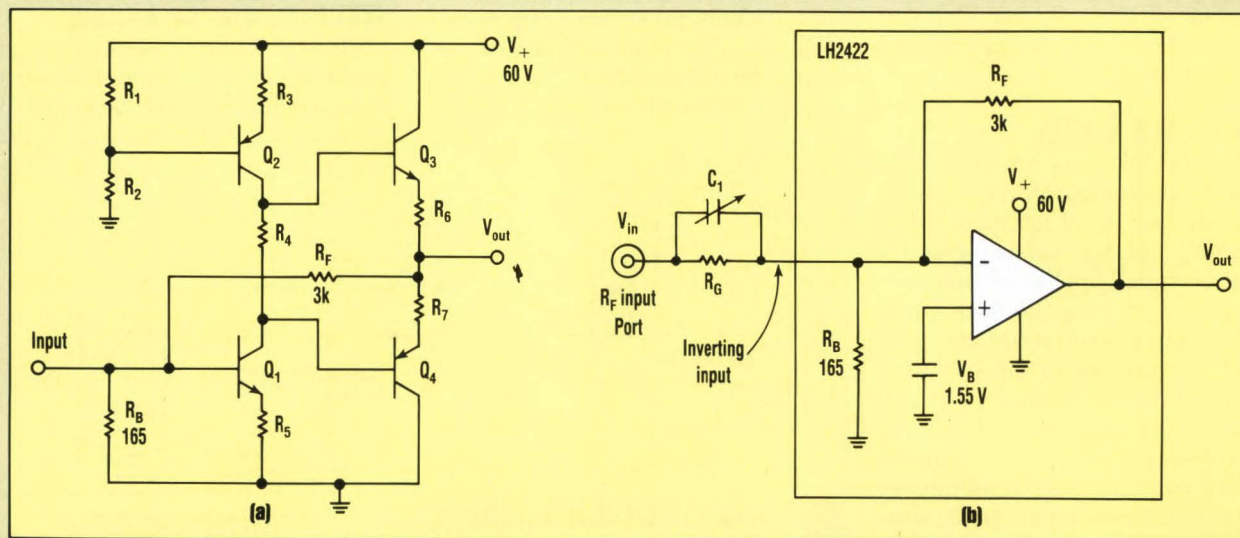 R1
R3
V+
60 V
Q2
Q3
R2
R4
R6
RF
3k
Vout
R7
Input
Q1
Q4
RB
165
R5
(a)
LH2422
RF
3k
C1
V+
60 V
Vin
RG
RF input
Port
Inverting
input
-
+
Vout
RB
165
VB
1.55 V
(b)